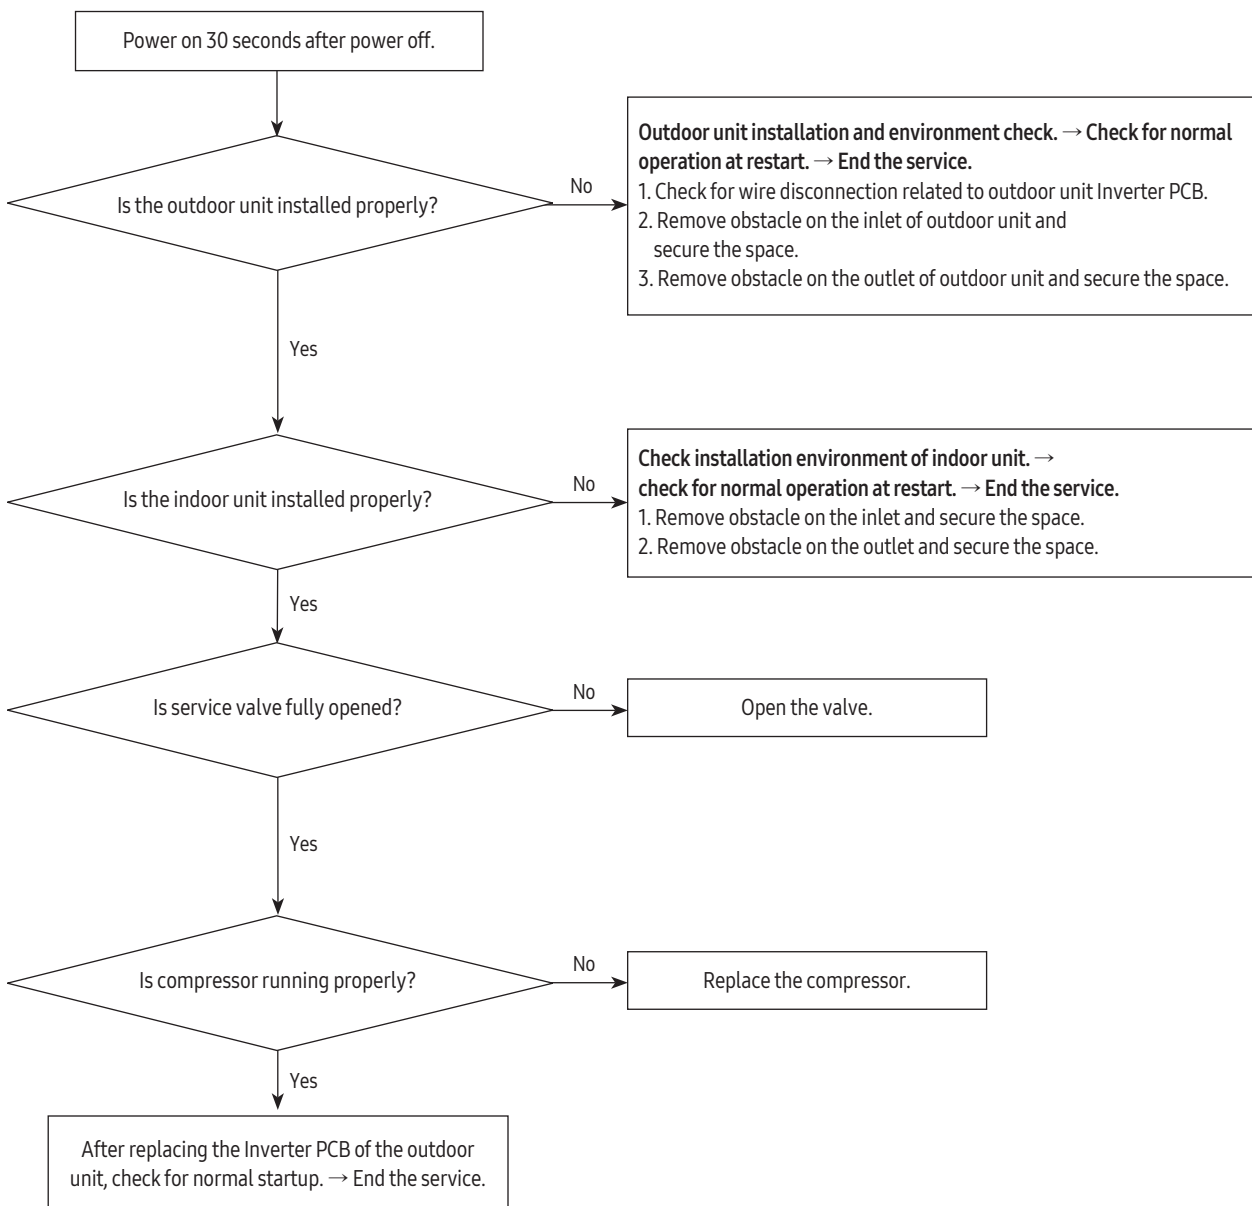 Power on 30 seconds after power off.
Is the outdoor unit installed properly?
No
Outdoor unit installation and environment check. → Check for normal
operation at restart. → End the service.
1. Check for wire disconnection related to outdoor unit Inverter PCB.
2. Remove obstacle on the inlet of outdoor unit and
secure the space.
3. Remove obstacle on the outlet of outdoor unit and secure the space.
Yes
Is the indoor unit installed properly?
No
Check installation environment of indoor unit. →
check for normal operation at restart. → End the service.
1. Remove obstacle on the inlet and secure the space.
2. Remove obstacle on the outlet and secure the space.
Yes
Is service valve fully opened?
No
Open the valve.
Yes
Is compressor running properly?
No
Replace the compressor.
Yes
After replacing the Inverter PCB of the outdoor
unit, check for normal startup. → End the service.